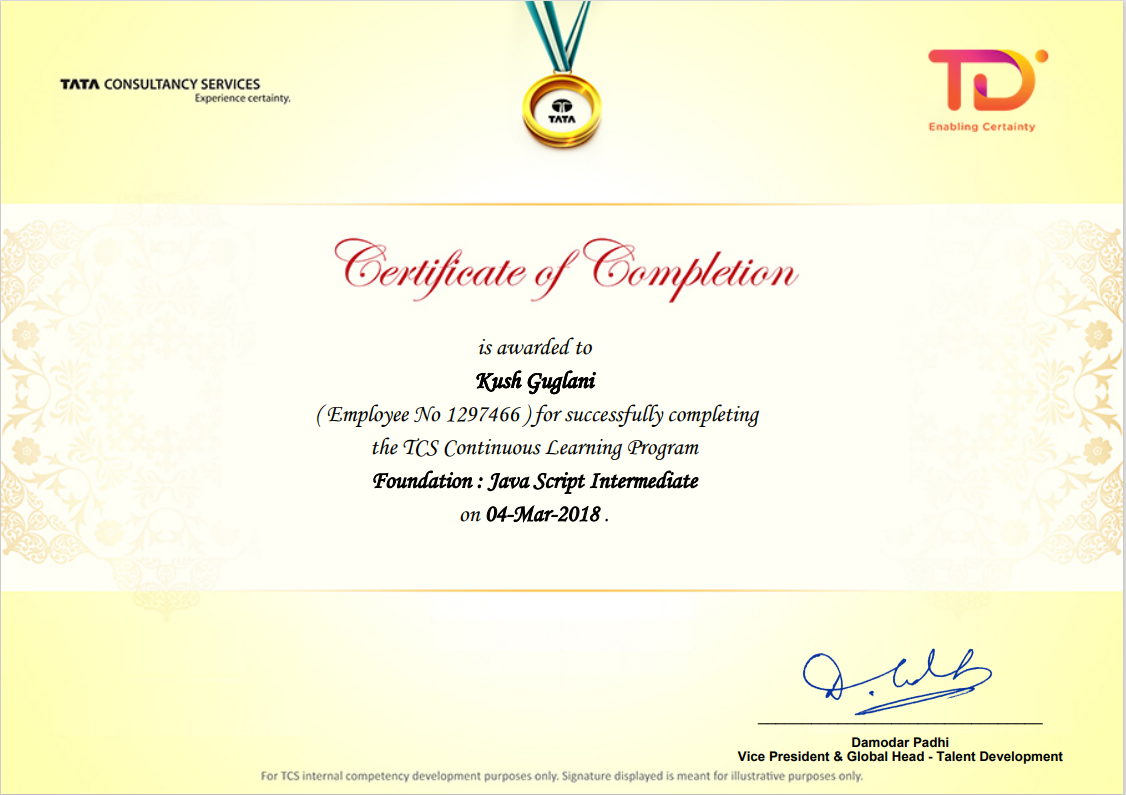 TATA CONSULTANCY SERVICES
Experience certainty.
TATA
TD
Enabling Certainty
Certificate of Completion
is awarded to
Kush Guglani
( Employee No 1297466 ) for successfully completing
the TCS Continuous Learning Program
Foundation : Java Script Intermediate
on 04-Mar-2018 .
Damodar Padhi
Vice President & Global Head - Talent Development
For TCS internal competency development purposes only. Signature displayed is meant for illustrative purposes only.